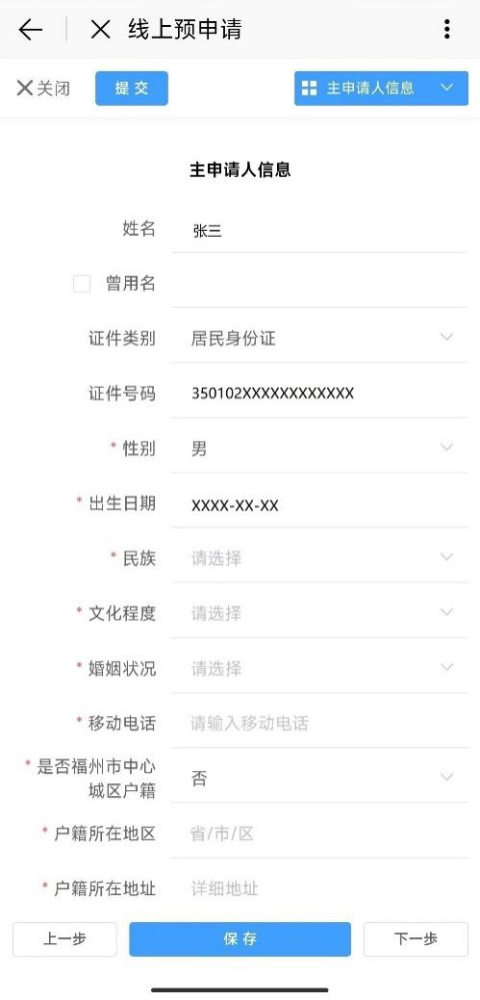 线上预申请
关闭 提交 主申请人信息
主申请人信息
姓名 张三
曾用名
证件类别 居民身份证
证件号码 350102XXXXXXXXXXXX
* 性别 男
* 出生日期 XXXX-XX-XX
* 民族 请选择
* 文化程度 请选择
* 婚姻状况 请选择
* 移动电话 请输入移动电话
* 是否福州市中心
城区户籍 否
* 户籍所在地区 省/市/区
* 户籍所在地址 详细地址
上一步 保存 下一步